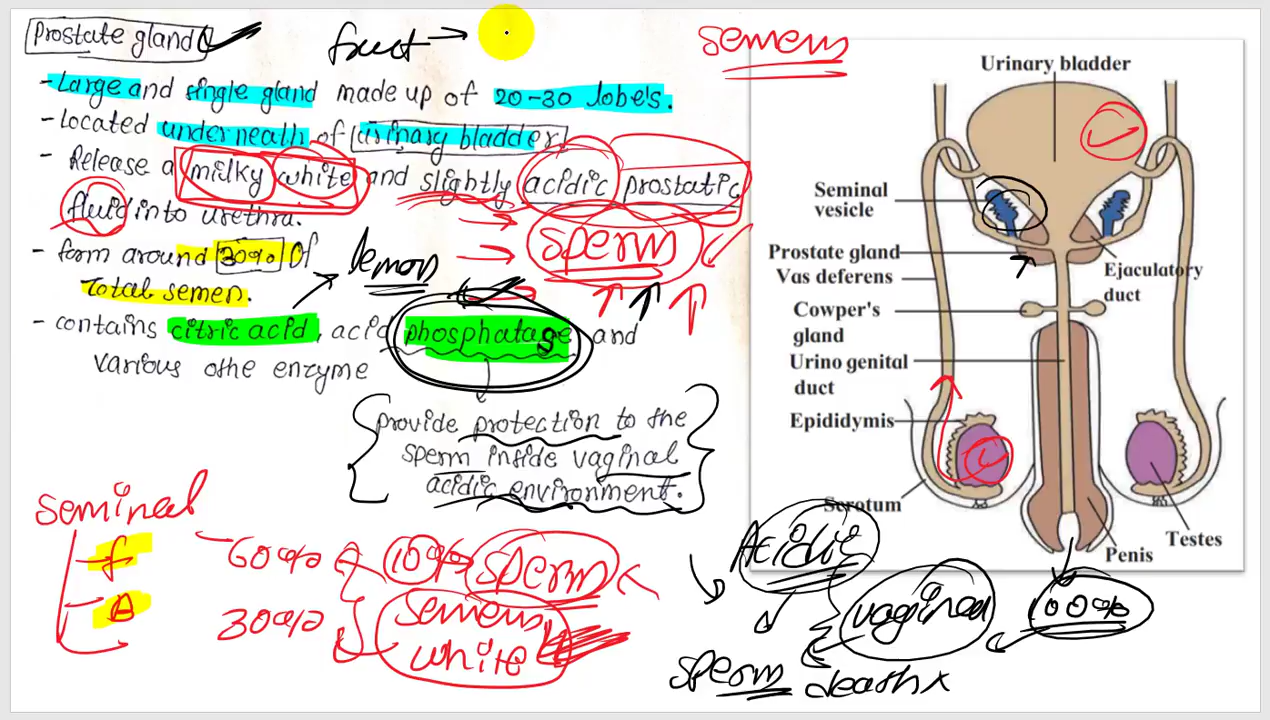 Prostate gland
fruct →
semens
- Large and single gland made up of 20-30 lobes.
- Located underneath of urinary bladder.
- Release a milky white and slightly acidic prostatic
fluid into urethra.
sperm
- form around 30% of
Total semen.
lemon
- contains citric acid, acid phosphatase and
various othe enzyme
provide protection to the
sperm inside vaginal
acidic environment.
seminal
f
A
60%
10% sperm
30%
semens
white
Urinary bladder
Seminal
vesicle
Prostate gland
Vas deferens
Ejaculatory
duct
Cowper's
gland
Urino genital
duct
Epididymis
Scrotum
Penis
Testes
Acidic
vaginal
100%
sperm death x